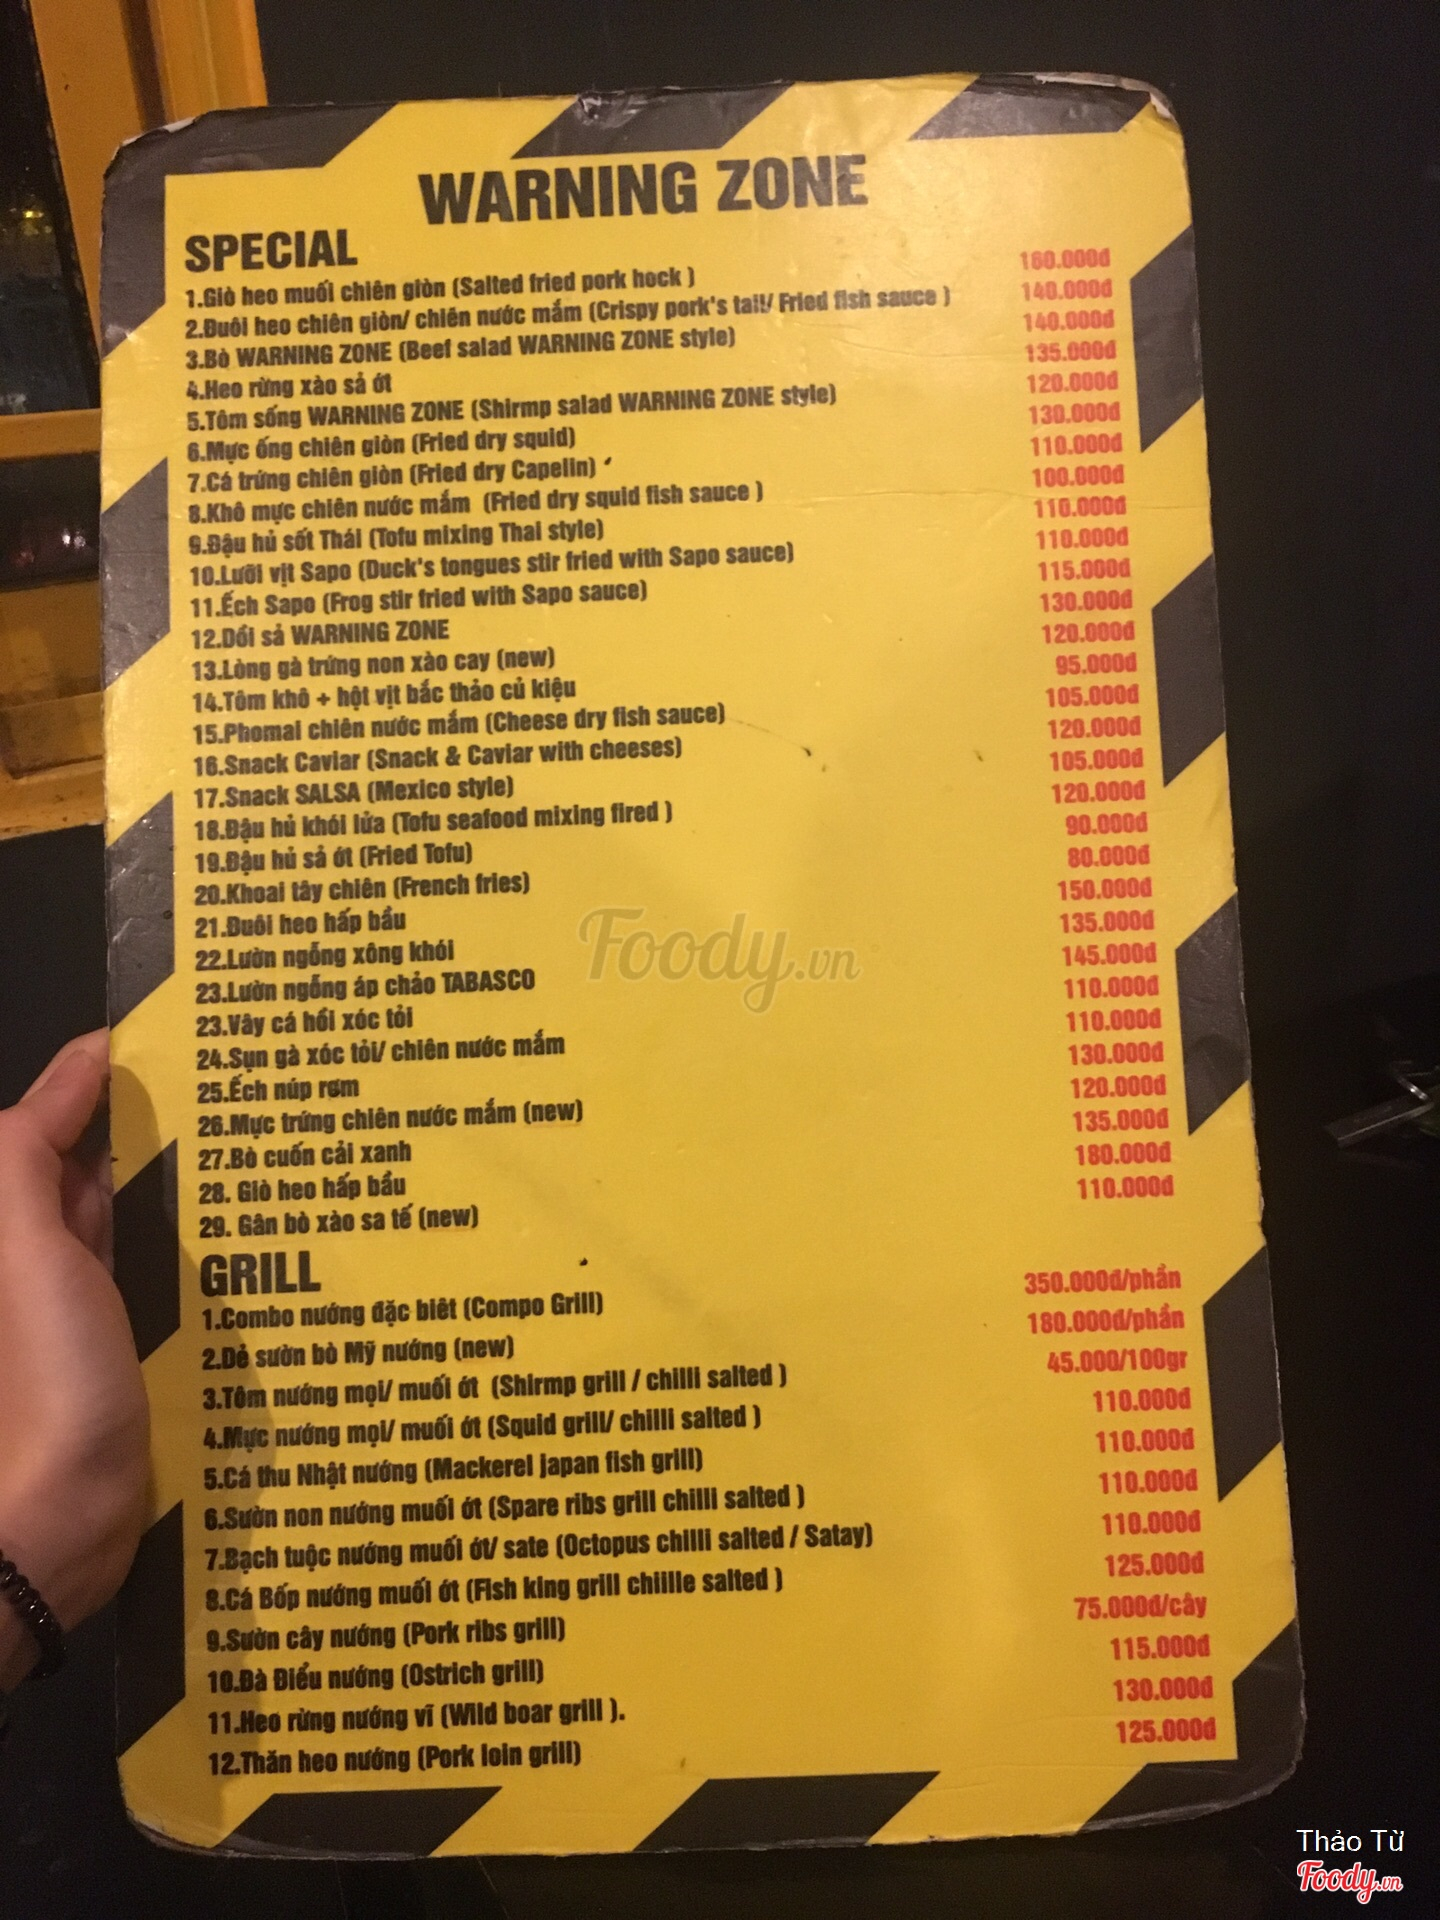 WARNING ZONE
SPECIAL
1.Giò heo muối chiên giòn (Salted fried pork hock ) 160.000đ
2.Đuôi heo chiên giòn/ chiên nước mắm (Crispy pork's tail/ Fried fish sauce ) 140.000đ
3.Bò WARNING ZONE (Beef salad WARNING ZONE style) 140.000đ
4.Heo rừng xào sả ớt 135.000đ
5.Tôm sống WARNING ZONE (Shirmp salad WARNING ZONE style) 120.000đ
6.Mực ống chiên giòn (Fried dry squid) 130.000đ
7.Cá trứng chiên giòn (Fried dry Capelin) 110.000đ
8.Khô mực chiên nước mắm (Fried dry squid fish sauce ) 100.000đ
9.Đậu hủ sốt Thái (Tofu mixing Thai style) 110.000đ
10.Lưỡi vịt Sapo (Duck's tongues stir fried with Sapo sauce) 110.000đ
11.Ếch Sapo (Frog stir fried with Sapo sauce) 115.000đ
12.Dồi sả WARNING ZONE 130.000đ
13.Lòng gà trứng non xào cay (new) 120.000đ
14.Tôm khô + hột vịt bắc thảo củ kiệu 95.000đ
15.Phomai chiên nước mắm (Cheese dry fish sauce) 105.000đ
16.Snack Caviar (Snack & Caviar with cheeses) 120.000đ
17.Snack SALSA (Mexico style) 105.000đ
18.Đậu hủ khói lửa (Tofu seafood mixing fired ) 120.000đ
19.Đậu hủ sả ớt (Fried Tofu) 90.000đ
20.Khoai tây chiên (French fries) 80.000đ
21.Đuôi heo hấp bầu 150.000đ
22.Lườn ngỗng xông khói 135.000đ
23.Lườn ngỗng áp chảo TABASCO 145.000đ
23.Vây cá hồi xóc tỏi 110.000đ
24.Sụn gà xóc tỏi/ chiên nước mắm 110.000đ
25.Ếch núp rơm 130.000đ
26.Mực trứng chiên nước mắm (new) 120.000đ
27.Bò cuốn cải xanh 135.000đ
28. Giò heo hấp bầu 180.000đ
29. Gân bò xào sa tế (new) 110.000đ
GRILL
1.Combo nướng đặc biêt (Compo Grill) 350.000đ/phần
2.Dẻ sườn bò Mỹ nướng (new) 180.000đ/phần
3.Tôm nướng mọi/ muối ớt (Shirmp grill / chilli salted ) 45.000/100gr
4.Mực nướng mọi/ muối ớt (Squid grill/ chilli salted ) 110.000đ
5.Cá thu Nhật nướng (Mackerel japan fish grill) 110.000đ
6.Sườn non nướng muối ớt (Spare ribs grill chilli salted ) 110.000đ
7.Bạch tuộc nướng muối ớt/ sate (Octopus chilli salted / Satay) 110.000đ
8.Cá Bốp nướng muối ớt (Fish king grill chiille salted ) 125.000đ
9.Sườn cây nướng (Pork ribs grill) 75.000đ/cây
10.Đà Điểu nướng (Ostrich grill) 115.000đ
11.Heo rừng nướng vĩ (Wild boar grill ). 130.000đ
12.Thăn heo nướng (Pork loin grill) 125.000đ
Foody.vn
Thảo Từ
Foody.vn